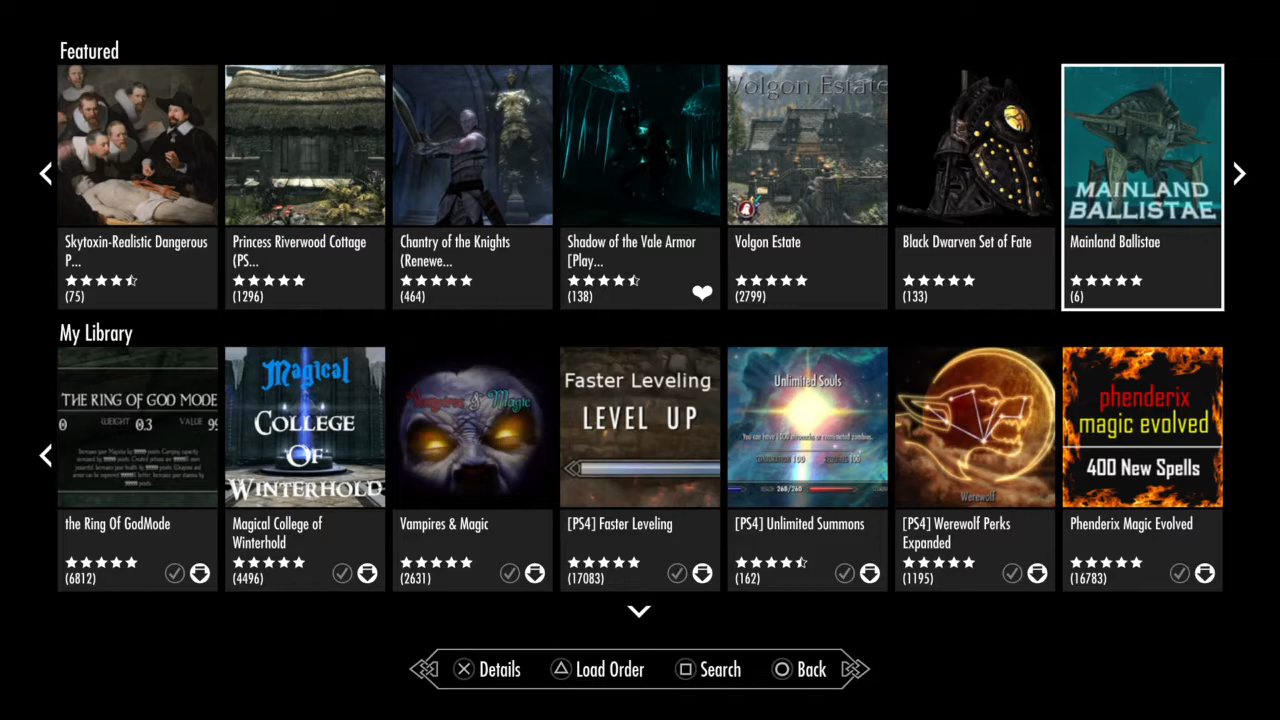 Featured
Volgon Estate
MAINLAND
BALLISTAE
Skytoxin-Realistic Dangerous
P...
(75)
Princess Riverwood Cottage
(PS...
(1296)
Chantry of the Knights
(Renewe...
(464)
Shadow of the Vale Armor
[Play...
(138)
Volgon Estate
(2799)
Black Dwarven Set of Fate
(133)
Mainland Ballistae
(6)
My Library
THE RING OF GOD MODE
0 WEIGHT 0.3 VALUE 99
Magical
COLLEGE
OF
WINTERHOLD
Vampires & Magic
Faster Leveling
LEVEL UP
Unlimited Souls
Werewolf
phenderix
magic evolved
400 New Spells
the Ring Of GodMode
(6812)
Magical College of
Winterhold
(4496)
Vampires & Magic
(2631)
[PS4] Faster Leveling
(17083)
[PS4] Unlimited Summons
(162)
[PS4] Werewolf Perks
Expanded
(1195)
Phenderix Magic Evolved
(16783)
Details
Load Order
Search
Back